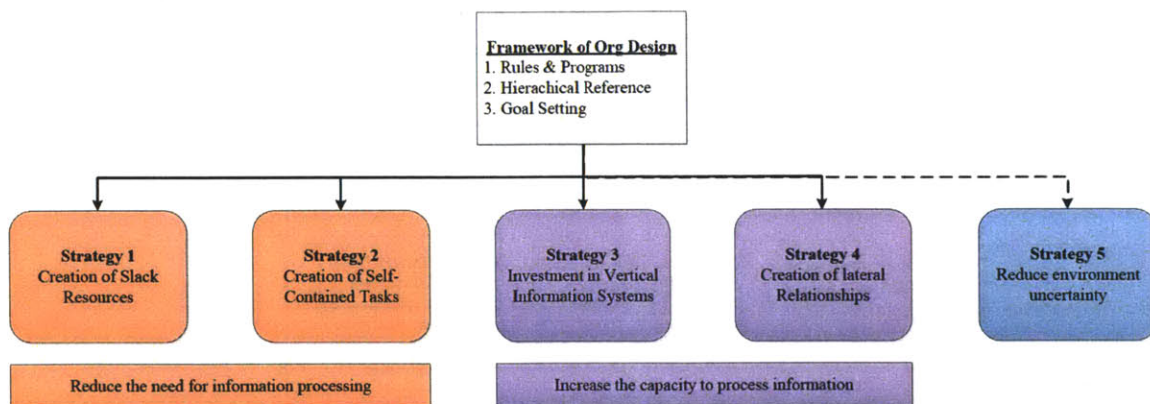 Framework of Org Design
1. Rules & Programs
2. Hierachical Reference
3. Goal Setting
Strategy 1
Creation of Slack
Resources
Strategy 2
Creation of Self-
Contained Tasks
Strategy 3
Investment in Vertical
Information Systems
Strategy 4
Creation of lateral
Relationships
Strategy 5
Reduce environment
uncertainty
Reduce the need for information processing
Increase the capacity to process information